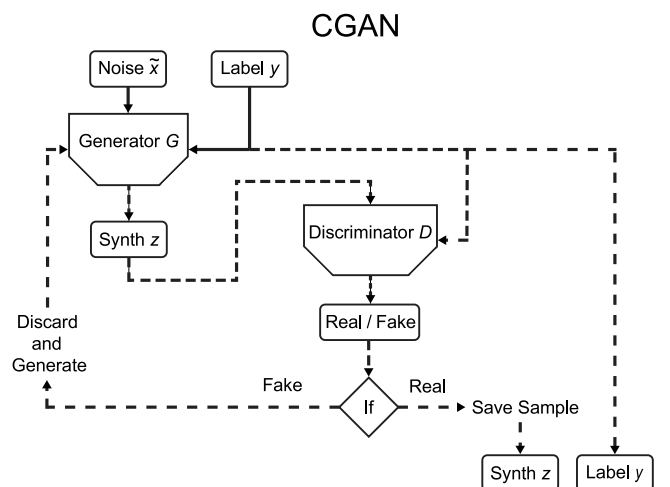 CGAN
Noise x̃
Label y
Generator G
Synth z
Discriminator D
Real / Fake
Discard
and
Generate
Fake
If
Real
Save Sample
Synth z
Label y